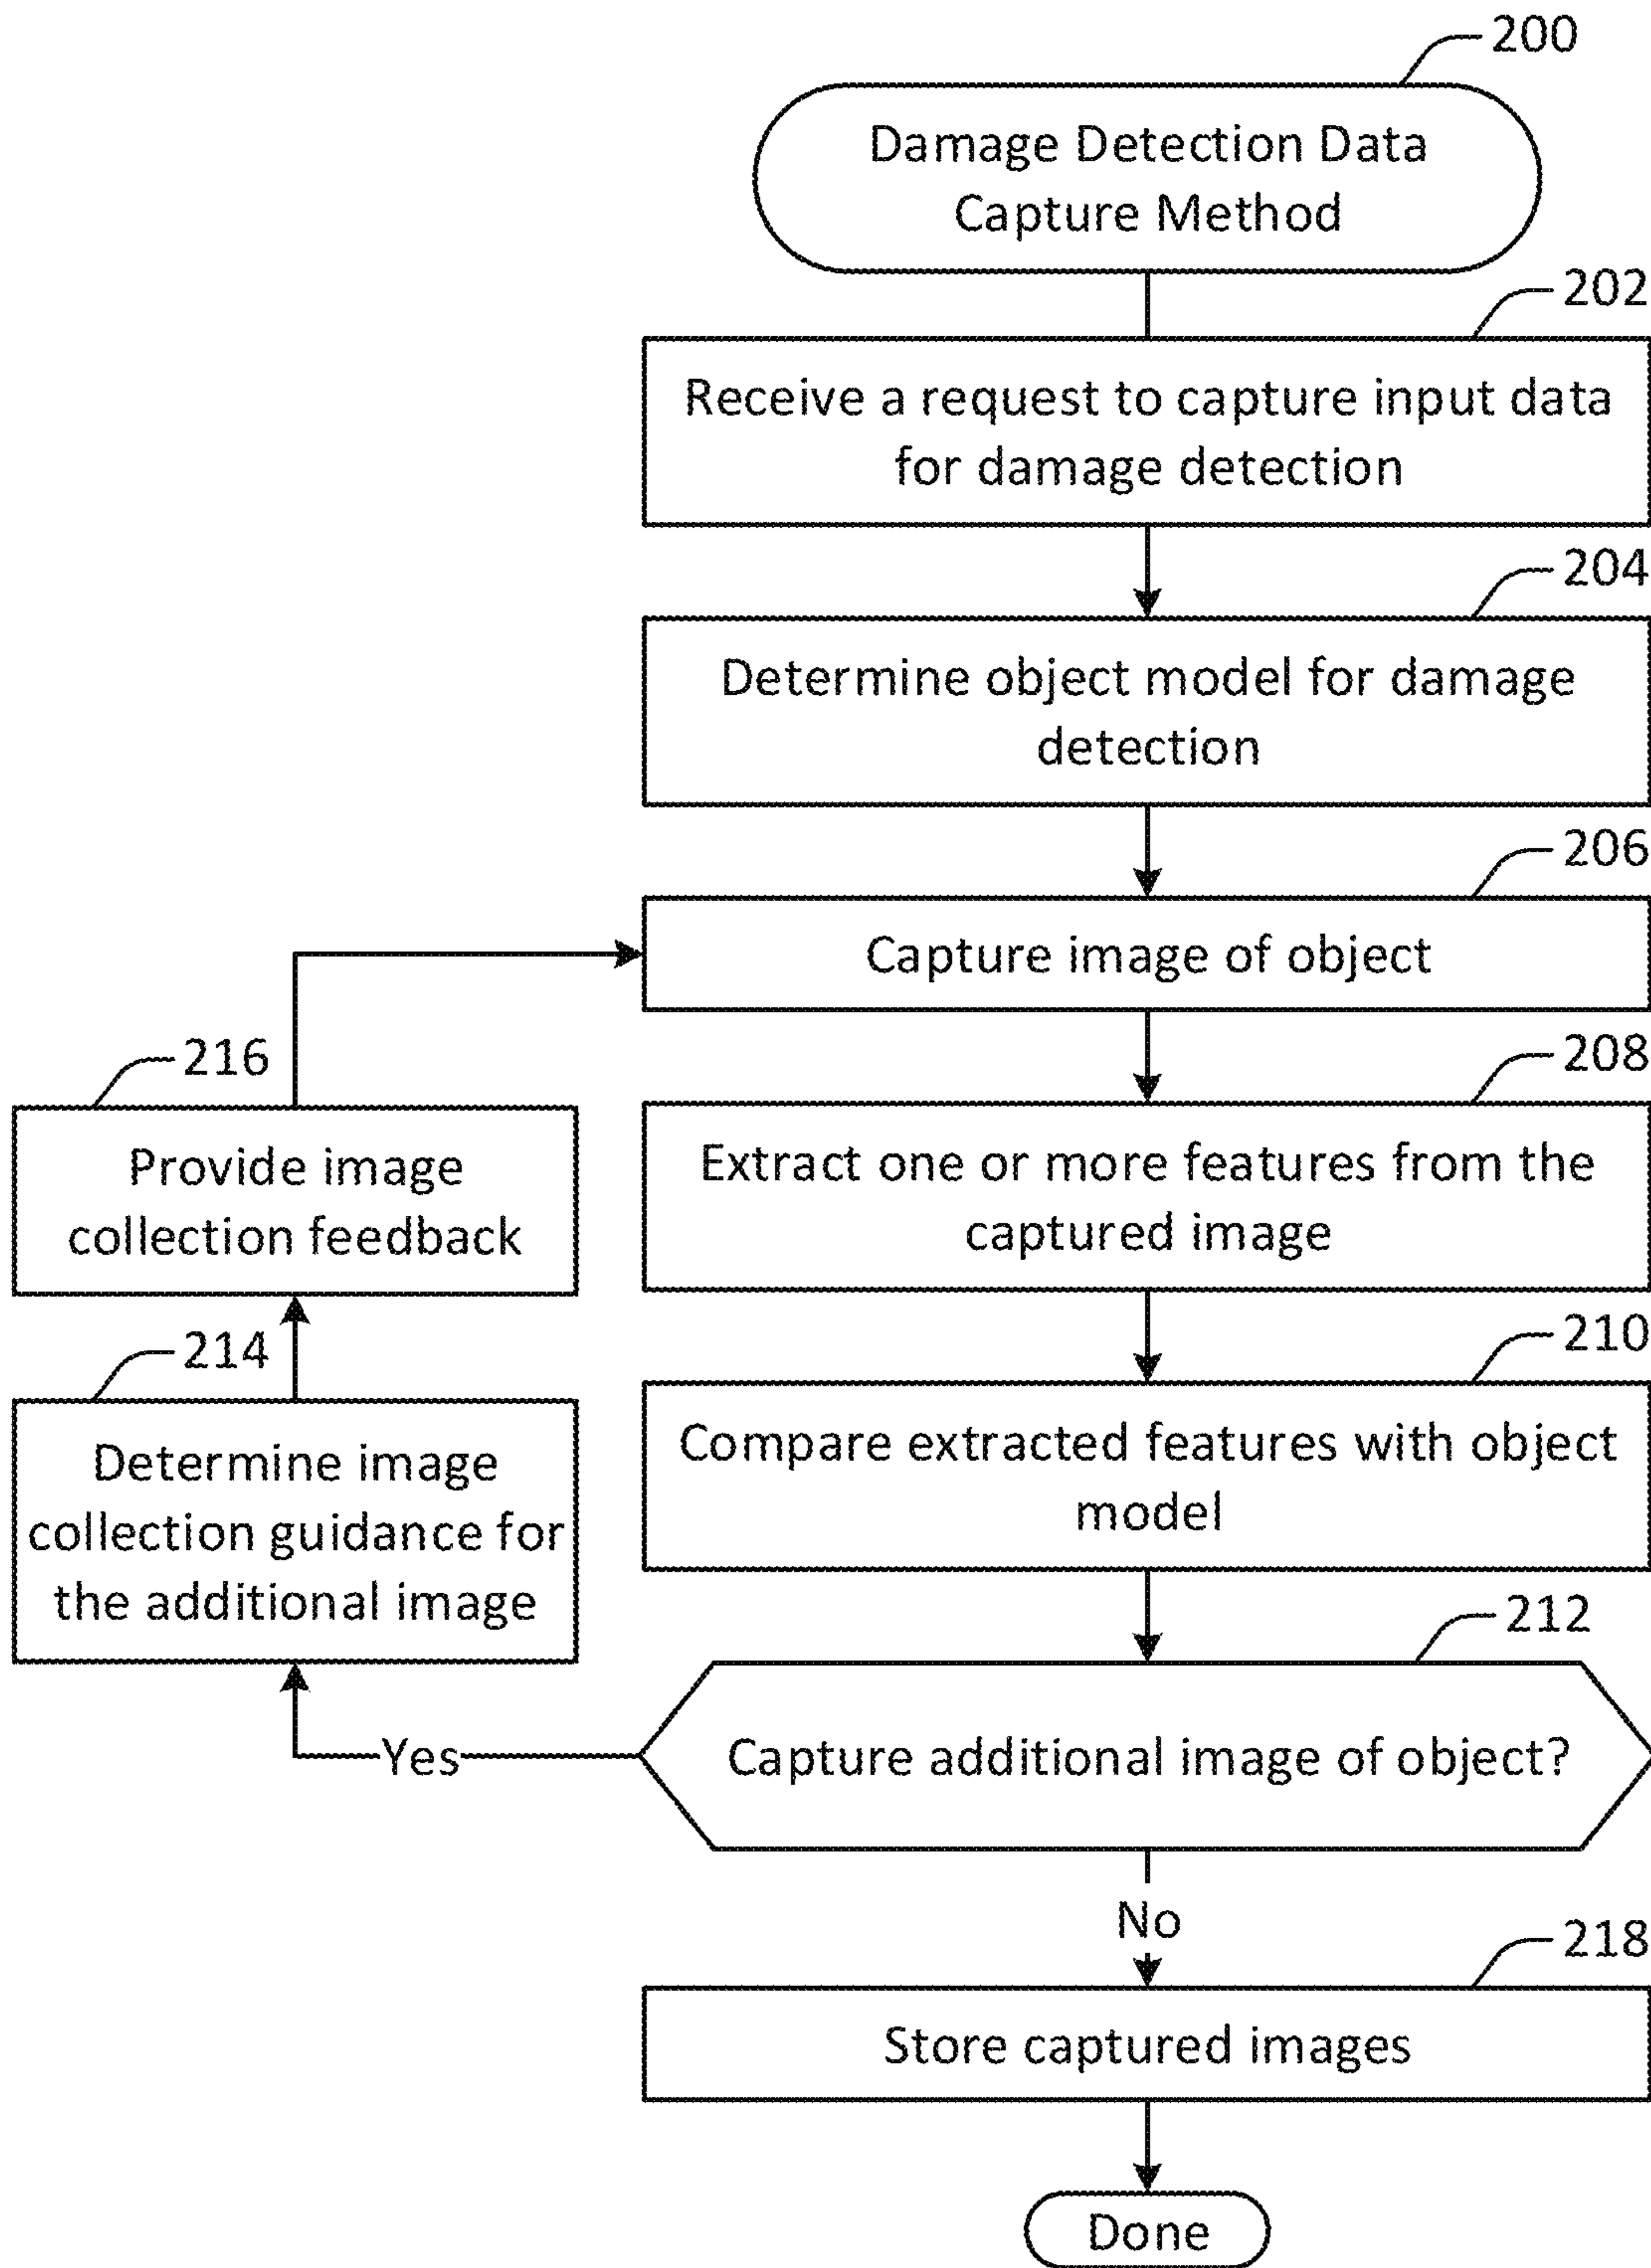 200
Damage Detection Data
Capture Method
202
Receive a request to capture input data
for damage detection
204
Determine object model for damage
detection
206
Capture image of object
208
Extract one or more features from the
captured image
210
Compare extracted features with object
model
212
Capture additional image of object?
Yes
214
Determine image
collection guidance for
the additional image
216
Provide image
collection feedback
No
218
Store captured images
Done